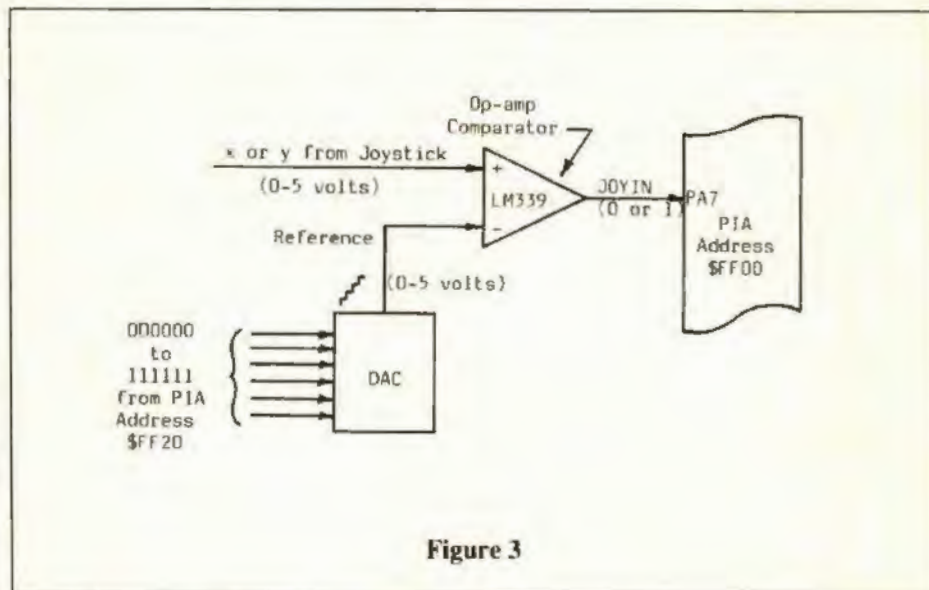 Op-amp
Comparator
x or y from Joystick
(0-5 volts)
+
LM339
-
JOYIN
(0 or 1)
PA7
PIA
Address
$FF00
Reference
(0-5 volts)
000000
to
111111
from PIA
Address
$FF20
DAC
Figure 3